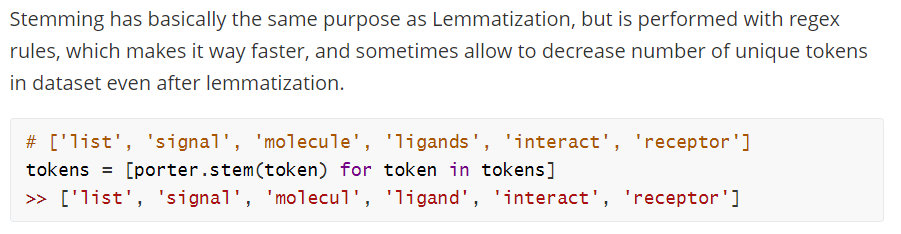 Stemming has basically the same purpose as Lemmatization, but is performed with regex
rules, which makes it way faster, and sometimes allow to decrease number of unique tokens
in dataset even after lemmatization.
# ['list', 'signal', 'molecule', 'ligands', 'interact', 'receptor']
tokens = [porter.stem(token) for token in tokens]
>> ['list', 'signal', 'molecul', 'ligand', 'interact', 'receptor']